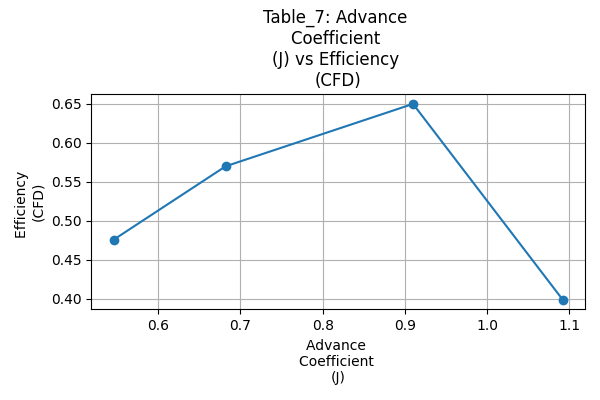 Table_7: Advance
Coefficient
(J) vs Efficiency
(CFD)
Efficiency
(CFD)
0.65
0.60
0.55
0.50
0.45
0.40
0.6
0.7
0.8
0.9
1.0
1.1
Advance
Coefficient
(J)